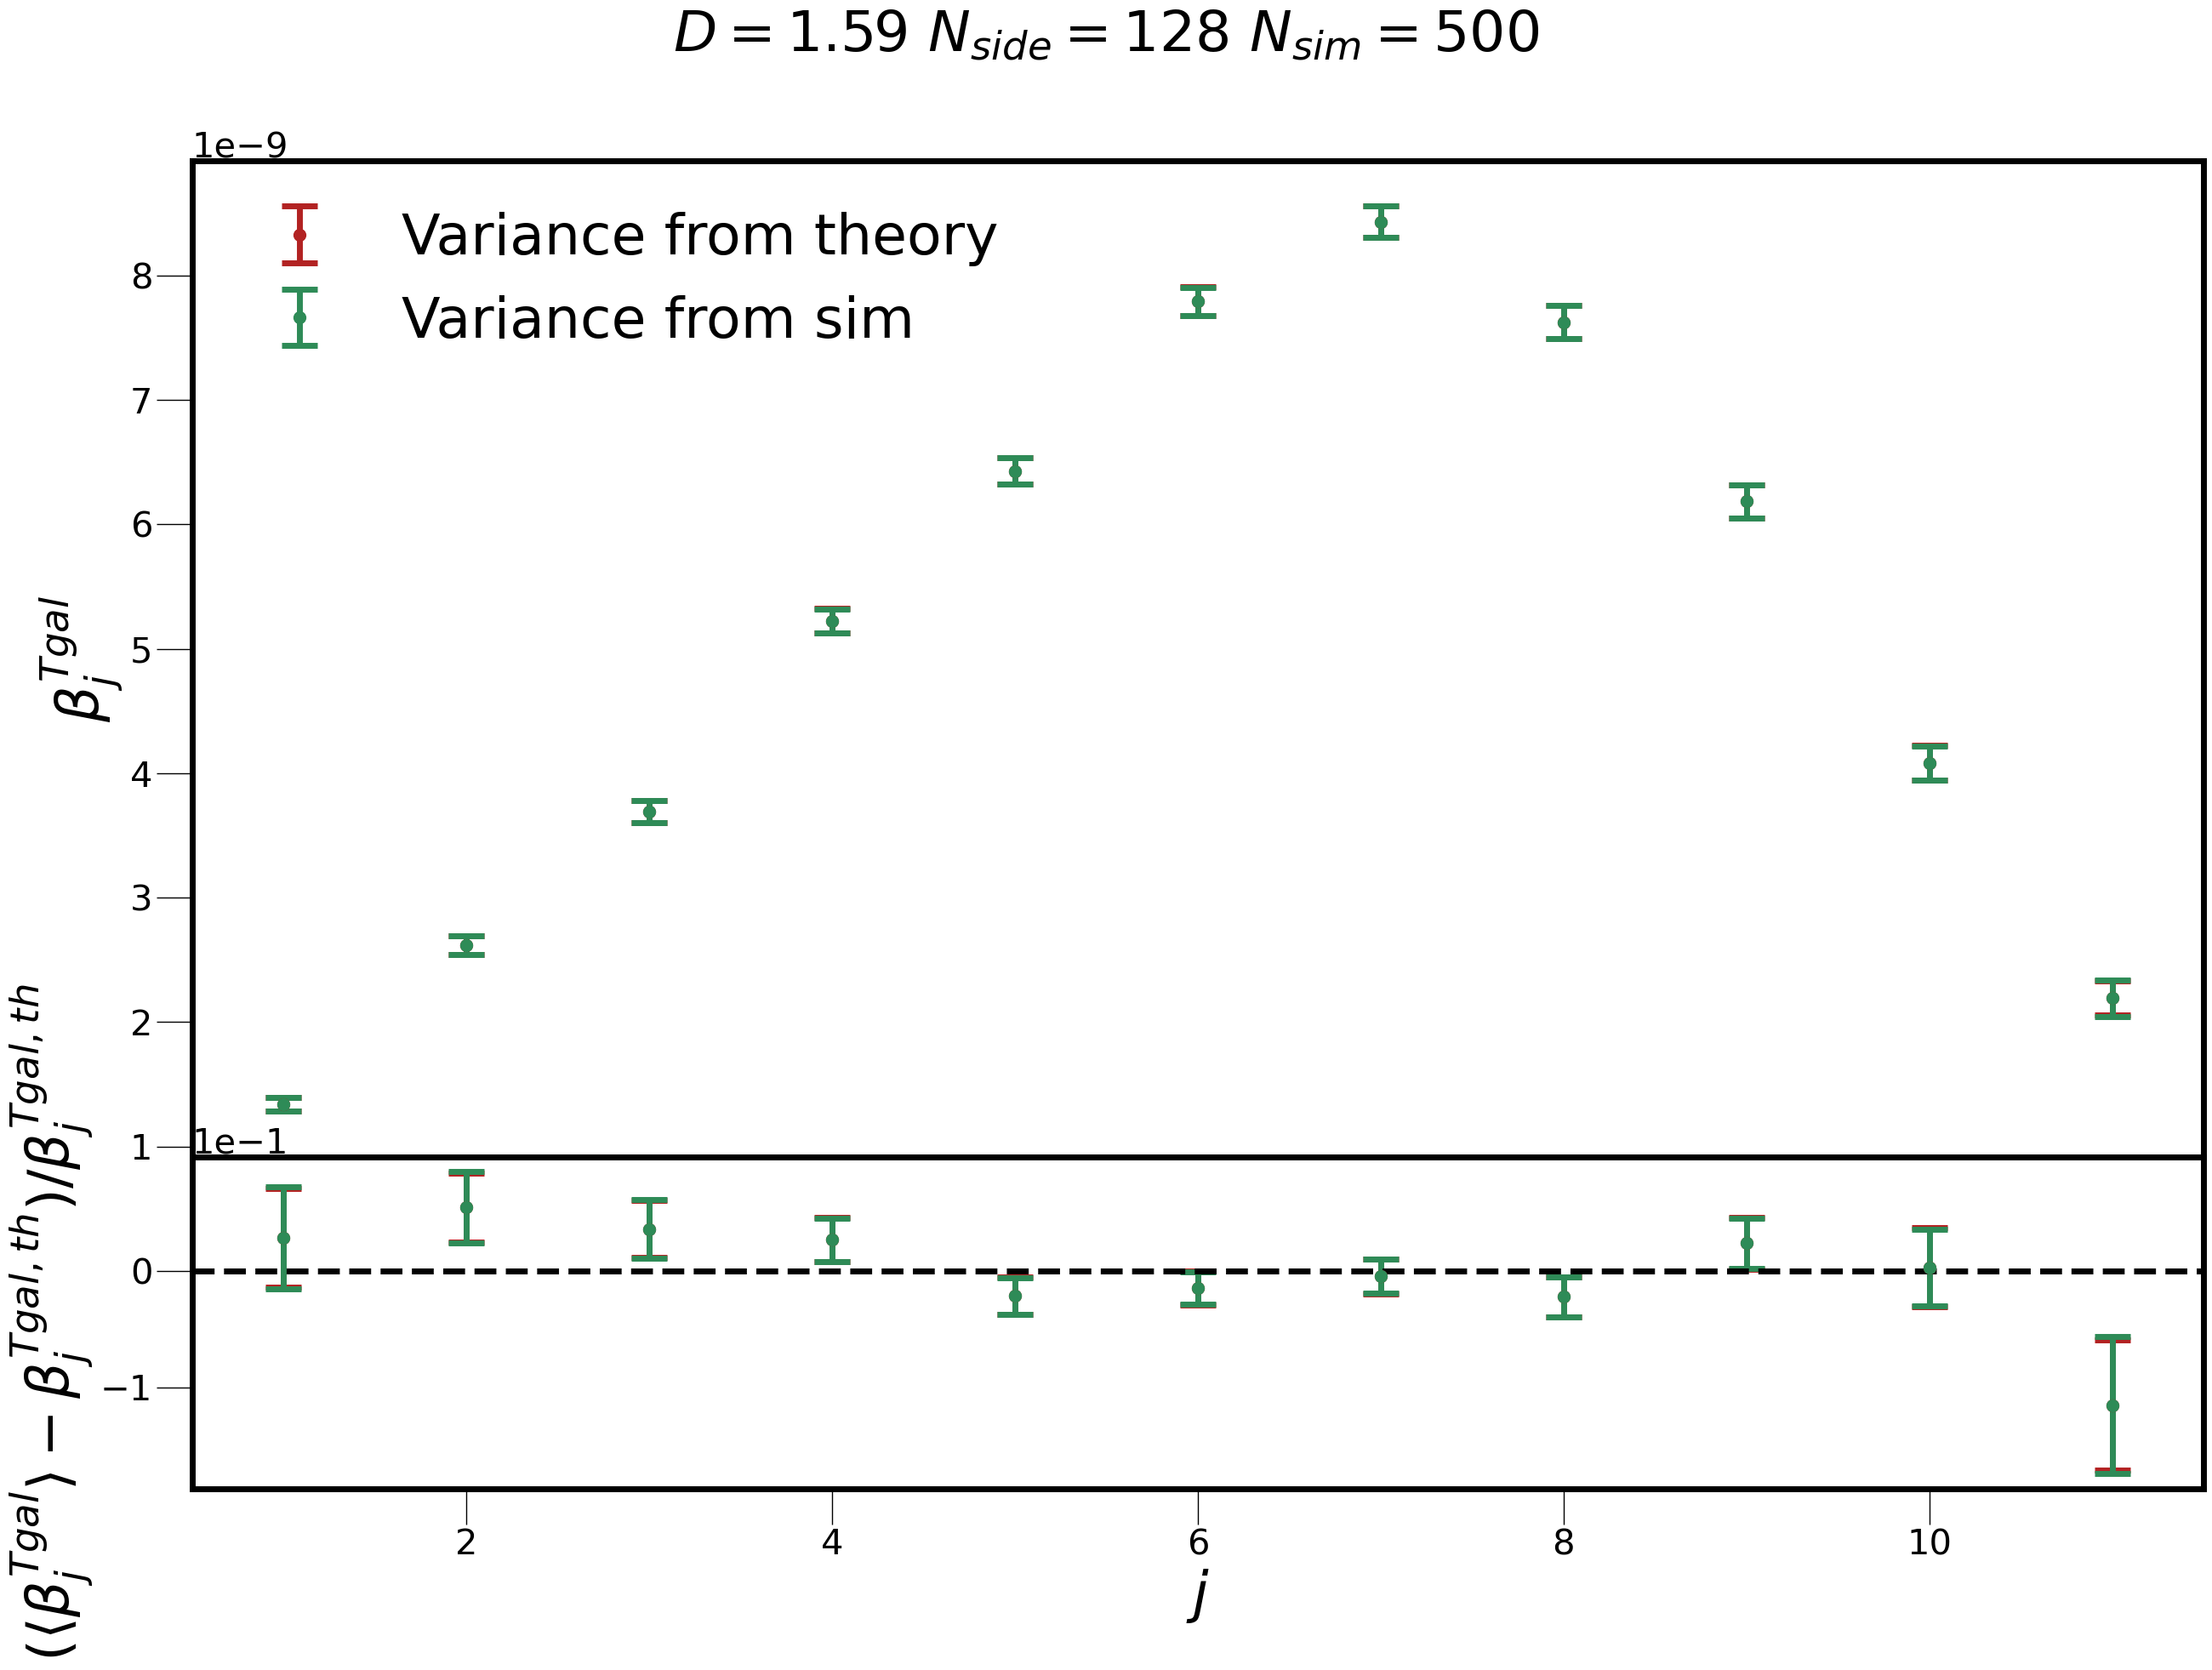 D = 1.59 N_side = 128 N_sim = 500
1e−9
Variance from theory
Variance from sim
8
7
6
5
4
3
2
1
β_j^{Tgal}
1e−1
0
−1
(⟨β_j^{Tgal}⟩ − β_j^{Tgal,th})/β_j^{Tgal,th}
2 4 6 8 10
j